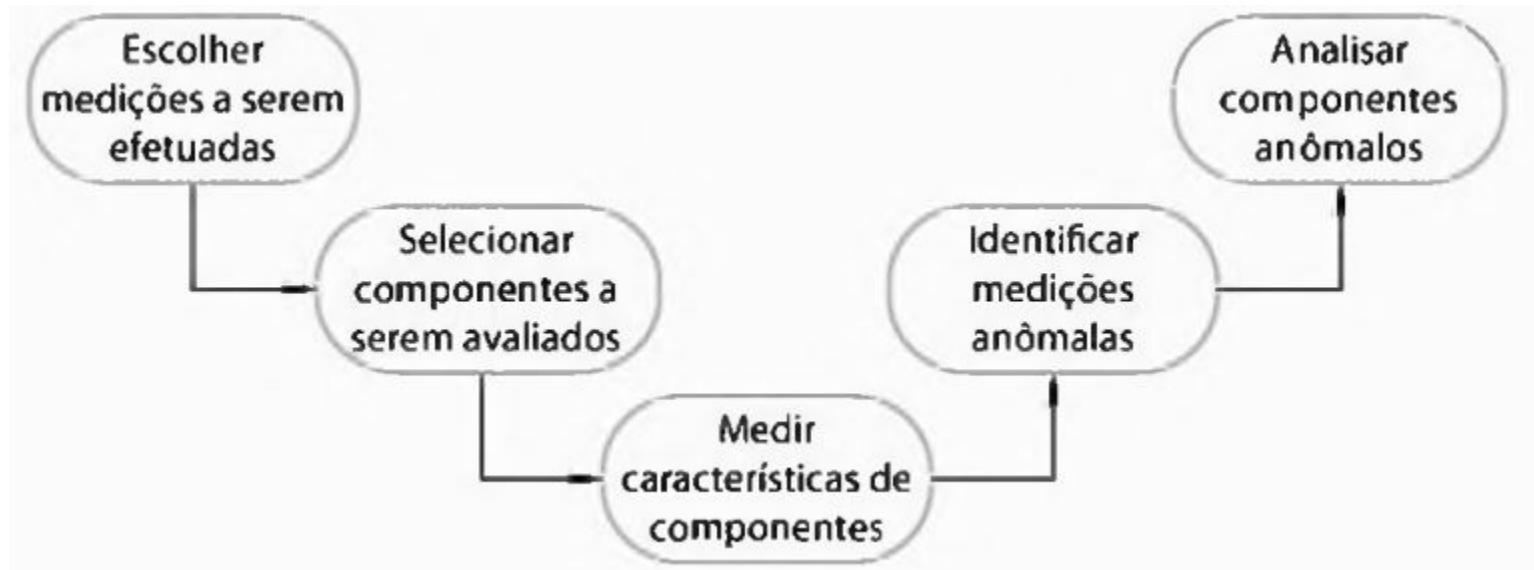 Escolher
medições a serem
efetuadas
Selecionar
componentes a
serem avaliados
Medir
características de
componentes
Identificar
medições
anômalas
Analisar
componentes
anômalos